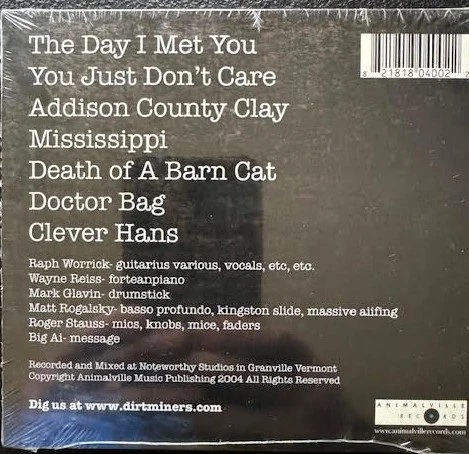 The Day I Met You
You Just Don't Care
Addison County Clay
Mississippi
Death of A Barn Cat
Doctor Bag
Clever Hans
8 21818 04002
Raph Worrick- guitarius various, vocals, etc, etc.
Wayne Reiss- forteanpiano
Mark Glavin- drumstick
Matt Rogalsky- basso profundo, kingston slide, massive aiifing
Roger Stauss- mics, knobs, mice, faders
Big Ai- message
Recorded and Mixed at Noteworthy Studios in Granville Vermont
Copyright Animalville Music Publishing 2004 All Rights Reserved
Dig us at www.dirtminers.com
ANIMALVILLE
RECORDS
www.animalvillerecords.com